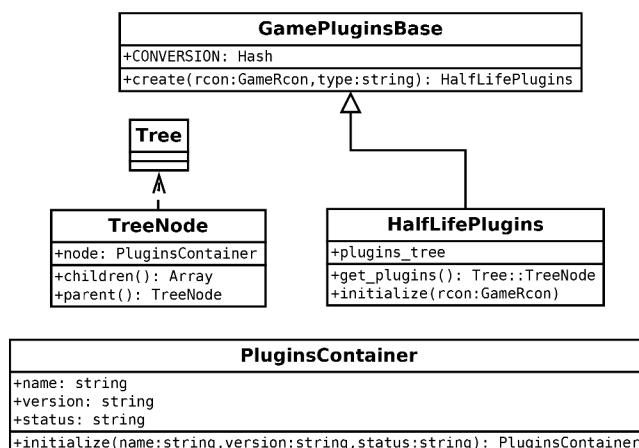 GamePluginsBase
+CONVERSION: Hash
+create(rcon:GameRcon,type:string): HalfLifePlugins
Tree
TreeNode
+node: PluginsContainer
+children(): Array
+parent(): TreeNode
HalfLifePlugins
+plugins_tree
+get_plugins(): Tree::TreeNode
+initialize(rcon:GameRcon)
PluginsContainer
+name: string
+version: string
+status: string
+initialize(name:string,version:string,status:string): PluginsContainer